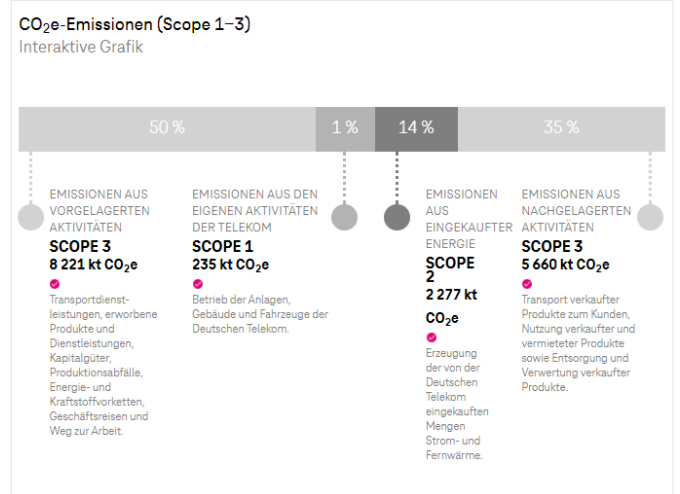 CO₂e-Emissionen (Scope 1–3)
Interaktive Grafik
50 %
1 %
14 %
35 %
EMISSIONEN AUS
VORGELAGERTEN
AKTIVITÄTEN
SCOPE 3
8 221 kt CO₂e
Transportdienst-
leistungen, erworbene
Produkte und
Dienstleistungen,
Kapitalgüter,
Produktionsabfälle,
Energie- und
Kraftstoffvorketten,
Geschäftsreisen und
Weg zur Arbeit.
EMISSIONEN AUS DEN
EIGENEN AKTIVITÄTEN
DER TELEKOM
SCOPE 1
235 kt CO₂e
Betrieb der Anlagen,
Gebäude und Fahrzeuge der
Deutschen Telekom.
EMISSIONEN
AUS
EINGEKAUFTER
ENERGIE
SCOPE
2
2 277 kt
CO₂e
Erzeugung
der von der
Deutschen
Telekom
eingekauften
Mengen
Strom- und
Fernwärme.
EMISSIONEN AUS
NACHGELAGERTEN
AKTIVITÄTEN
SCOPE 3
5 660 kt CO₂e
Transport verkaufter
Produkte zum Kunden,
Nutzung verkaufter und
vermieteter Produkte
sowie Entsorgung und
Verwertung verkaufter
Produkte.